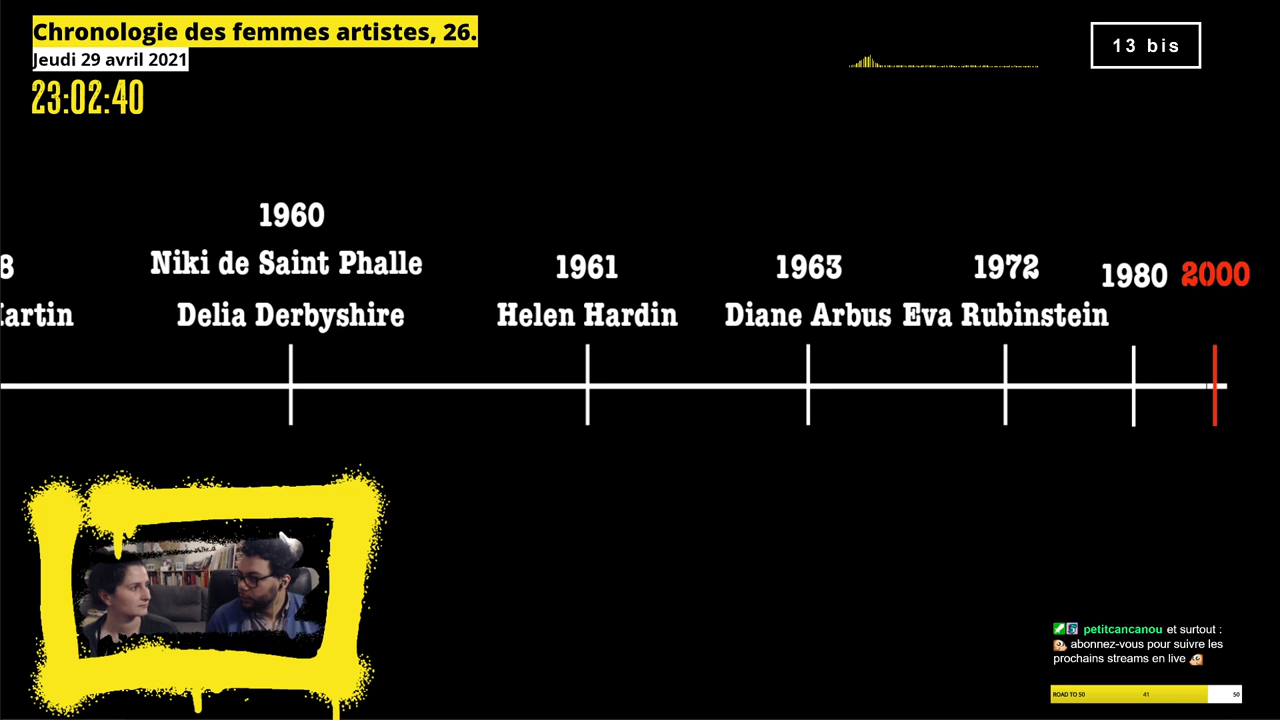 Chronologie des femmes artistes, 26.
Jeudi 29 avril 2021
23:02:40
13 bis
8
artin
1960
Niki de Saint Phalle
Delia Derbyshire
1961
Helen Hardin
1963
Diane Arbus
1972
Eva Rubinstein
1980
2000
petitcancanou et surtout :
abonnez-vous pour suivre les
prochains streams en live
ROAD TO 50 41 50